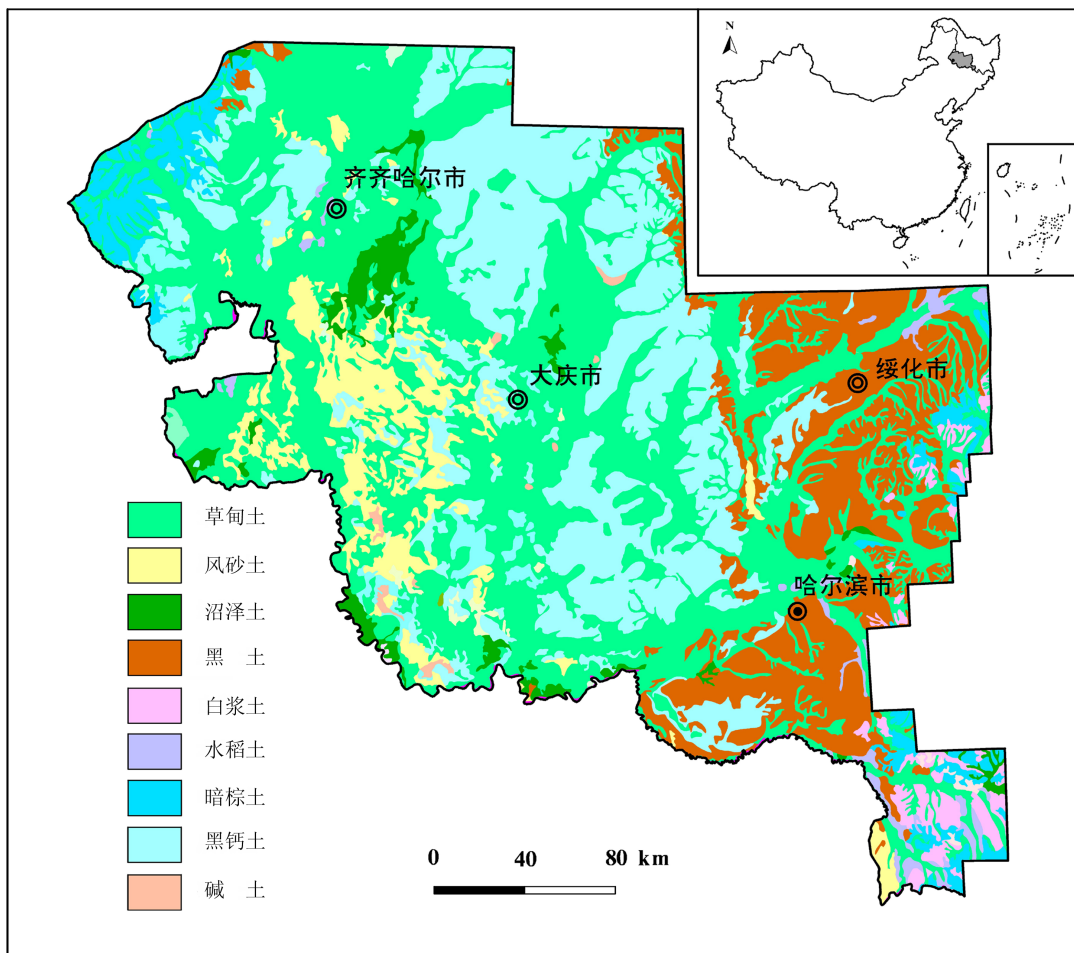 N
齐齐哈尔市
大庆市
绥化市
哈尔滨市
草甸土
风砂土
沼泽土
黑 土
白浆土
水稻土
暗棕土
黑钙土
碱 土
0 40 80 km